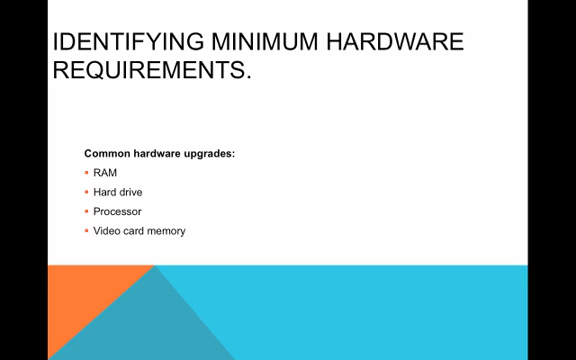 IDENTIFYING MINIMUM HARDWARE
REQUIREMENTS.
Common hardware upgrades:
▪ RAM
▪ Hard drive
▪ Processor
▪ Video card memory